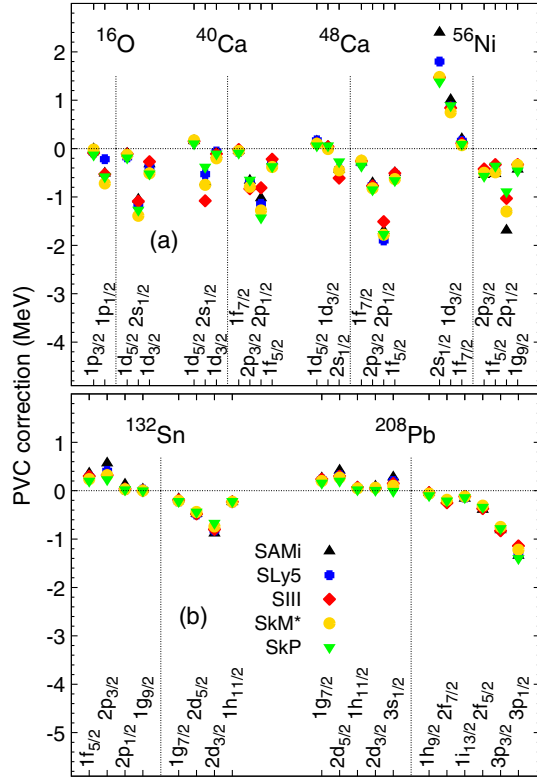 16O 40Ca 48Ca 56Ni
2
1
0
-1
-2
-3
-4
(a)
1p3/2 1p1/2 1d5/2 2s1/2 1d3/2
1d5/2 2s1/2 1d3/2 1f7/2 2p3/2 2p1/2 1f5/2
1d5/2 1d3/2 2s1/2 1f7/2 2p3/2 2p1/2 1f5/2
2s1/2 1d3/2 1f7/2 2p3/2 1f5/2 2p1/2 1g9/2
PVC correction (MeV)
132Sn 208Pb
1
0
-1
-2
-3
-4
-5
(b)
SAMi
SLy5
SIII
SkM*
SkP
1f5/2 2p3/2 2p1/2 1g9/2 1g7/2 2d5/2 2d3/2 1h11/2
1g7/2 2d5/2 1h11/2 2d3/2 3s1/2 1h9/2 2f7/2 1i13/2 2f5/2 3p3/2 3p1/2